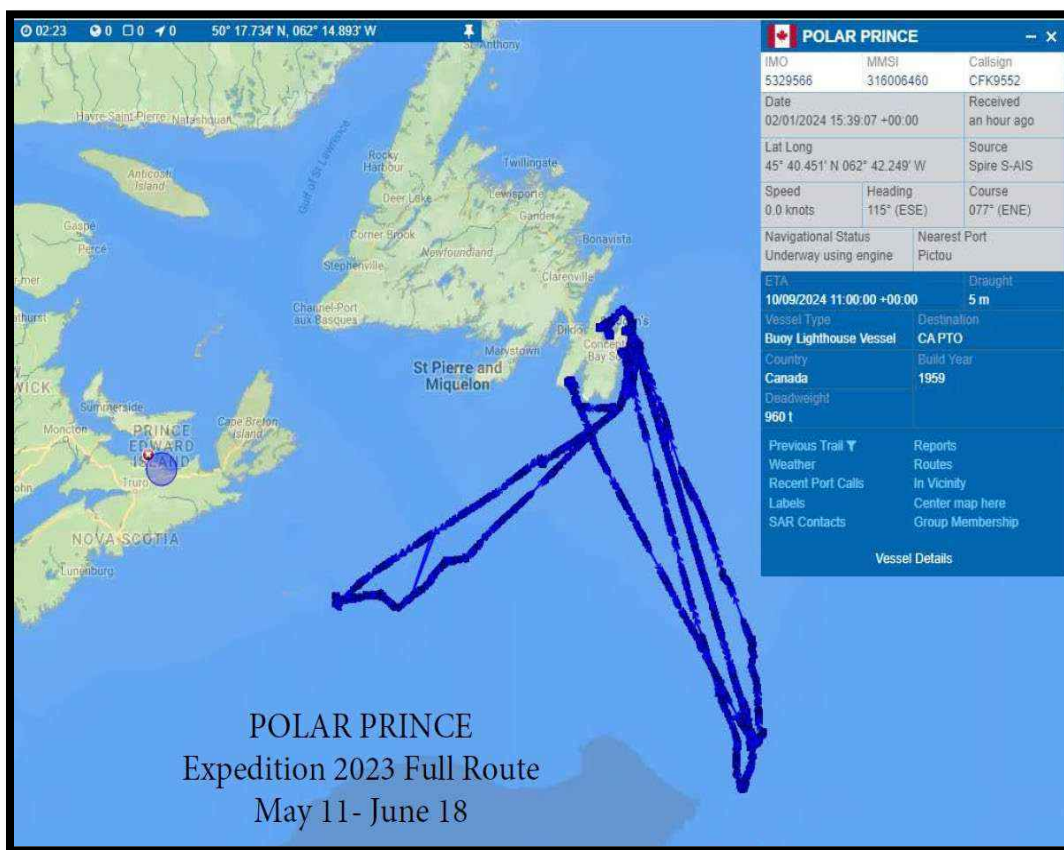 02:23 0 0 0 50° 17.734' N, 062° 14.893' W
St. Anthony
Havre-Saint-Pierre Natashquan
Anticosti
Island
Gulf of St Lawrence
Rocky
Harbour
Twillingate
Deer Lake
Lewisporte
Gander
Gaspé
Percé
Corner Brook
Newfoundland
Bonavista
Stephenville
Clarenville
Channel-Port
aux Basques
Dildo
Marystown
St Pierre and
Miquelon
WICK
Summerside
Moncton
PRINCE
EDWARD
ISLAND
Cape Breton
Island
Truro
NOVA SCOTIA
Lunenburg
POLAR PRINCE
Expedition 2023 Full Route
May 11- June 18
POLAR PRINCE
IMO MMSI Callsign
5329566 316006460 CFK9552
Date Received
02/01/2024 15:39:07 +00:00 an hour ago
Lat Long Source
45° 40.451' N 062° 42.249' W Spire S-AIS
Speed Heading Course
0.0 knots 115° (ESE) 077° (ENE)
Navigational Status Nearest Port
Underway using engine Pictou
ETA Draught
10/09/2024 11:00:00 +00:00 5 m
Vessel Type Destination
Buoy Lighthouse Vessel CA PTO
Country Build Year
Canada 1959
Deadweight
960 t
Previous Trail Reports
Weather Routes
Recent Port Calls In Vicinity
Labels Center map here
SAR Contacts Group Membership
Vessel Details